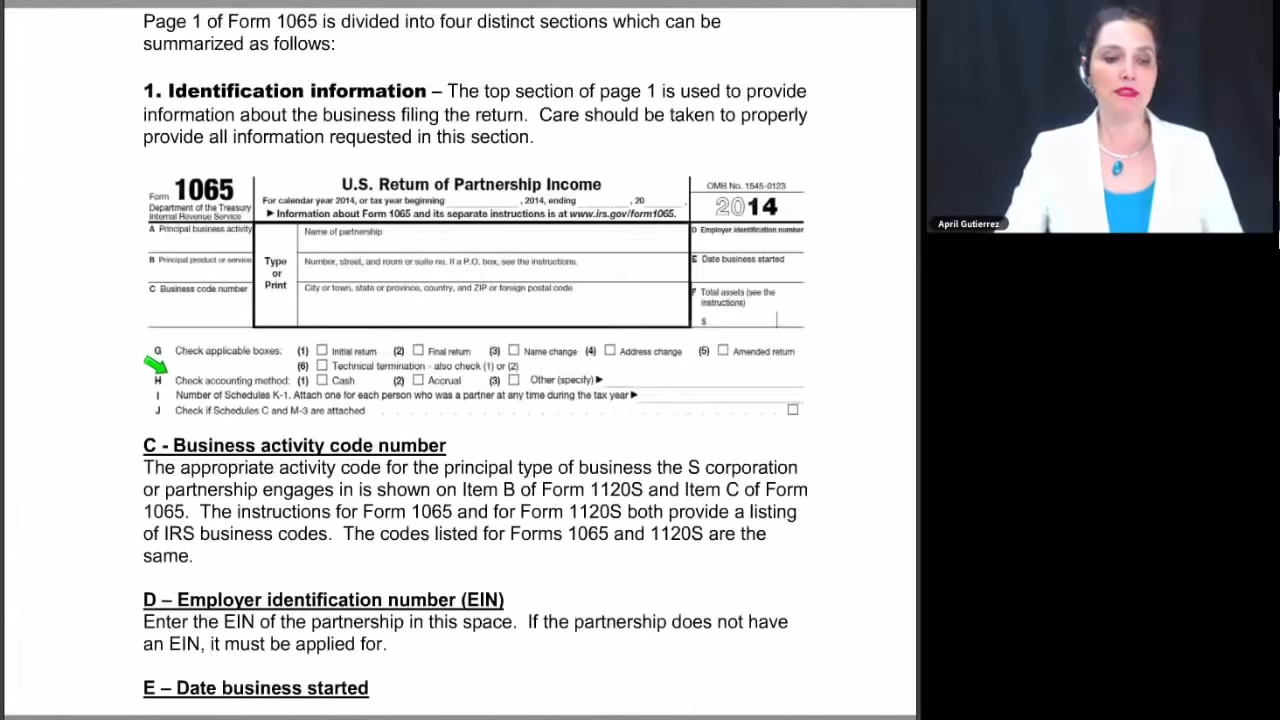 Page 1 of Form 1065 is divided into four distinct sections which can be
summarized as follows:
1. Identification information – The top section of page 1 is used to provide
information about the business filing the return. Care should be taken to properly
provide all information requested in this section.
Form 1065
Department of the Treasury
Internal Revenue Service
U.S. Return of Partnership Income
For calendar year 2014, or tax year beginning , 2014, ending , 20 .
▶ Information about Form 1065 and its separate instructions is at www.irs.gov/form1065.
OMB No. 1545-0123
2014
A Principal business activity
B Principal product or service
C Business code number
Type
or
Print
Name of partnership
Number, street, and room or suite no. If a P.O. box, see the instructions.
City or town, state or province, country, and ZIP or foreign postal code
D Employer identification number
E Date business started
F Total assets (see the
instructions)
$
G Check applicable boxes: (1) Initial return (2) Final return (3) Name change (4) Address change (5) Amended return
(6) Technical termination - also check (1) or (2)
H Check accounting method: (1) Cash (2) Accrual (3) Other (specify) ▶
I Number of Schedules K-1. Attach one for each person who was a partner at any time during the tax year ▶
J Check if Schedules C and M-3 are attached
C - Business activity code number
The appropriate activity code for the principal type of business the S corporation
or partnership engages in is shown on Item B of Form 1120S and Item C of Form
1065. The instructions for Form 1065 and for Form 1120S both provide a listing
of IRS business codes. The codes listed for Forms 1065 and 1120S are the
same.
D – Employer identification number (EIN)
Enter the EIN of the partnership in this space. If the partnership does not have
an EIN, it must be applied for.
E – Date business started
April Gutierrez